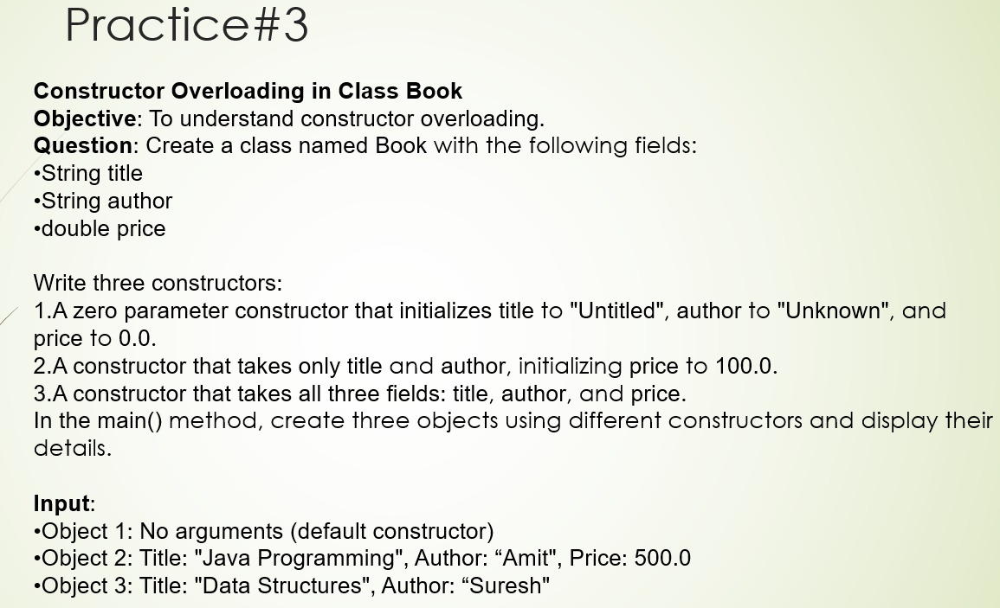 Practice#3
Constructor Overloading in Class Book
Objective: To understand constructor overloading.
Question: Create a class named Book with the following fields:
•String title
•String author
•double price
Write three constructors:
1.A zero parameter constructor that initializes title to "Untitled", author to "Unknown", and
price to 0.0.
2.A constructor that takes only title and author, initializing price to 100.0.
3.A constructor that takes all three fields: title, author, and price.
In the main() method, create three objects using different constructors and display their
details.
Input:
•Object 1: No arguments (default constructor)
•Object 2: Title: "Java Programming", Author: “Amit", Price: 500.0
•Object 3: Title: "Data Structures", Author: “Suresh"